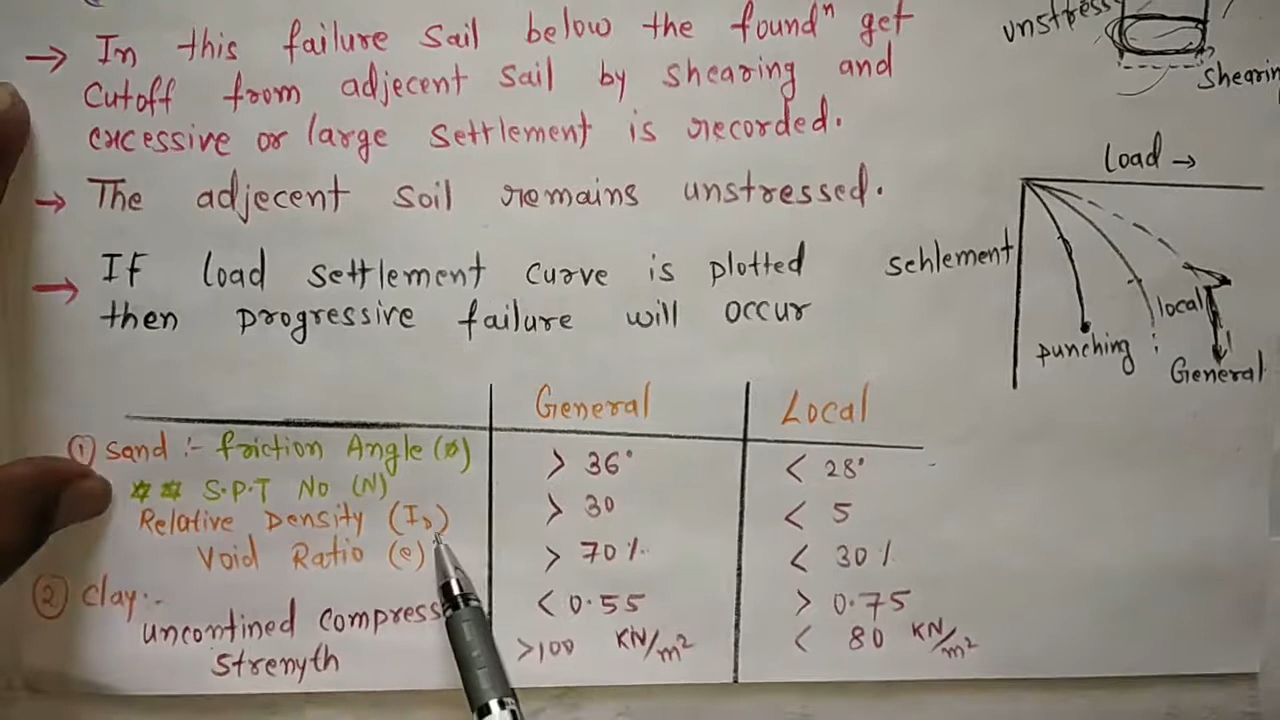 → In this failure Sail below the foundⁿ get
cutoff from adjecent sail by shearing and
excessive or large settlement is recorded.
→ The adjecent soil remains unstressed.
→ If load settlement curve is plotted
then progressive failure will occur
unstress
Shearin
load →
schlement
punching
local
General
General Local
① Sand :- friction Angle (ø) > 36° < 28°
** S.P.T No (N) > 30 < 5
Relative Density (I_D) > 70% < 30%
Void Ratio (e) < 0.55 > 0.75
② clay:-
uncontined compress >100 KN/m² < 80 KN/m²
strenyth